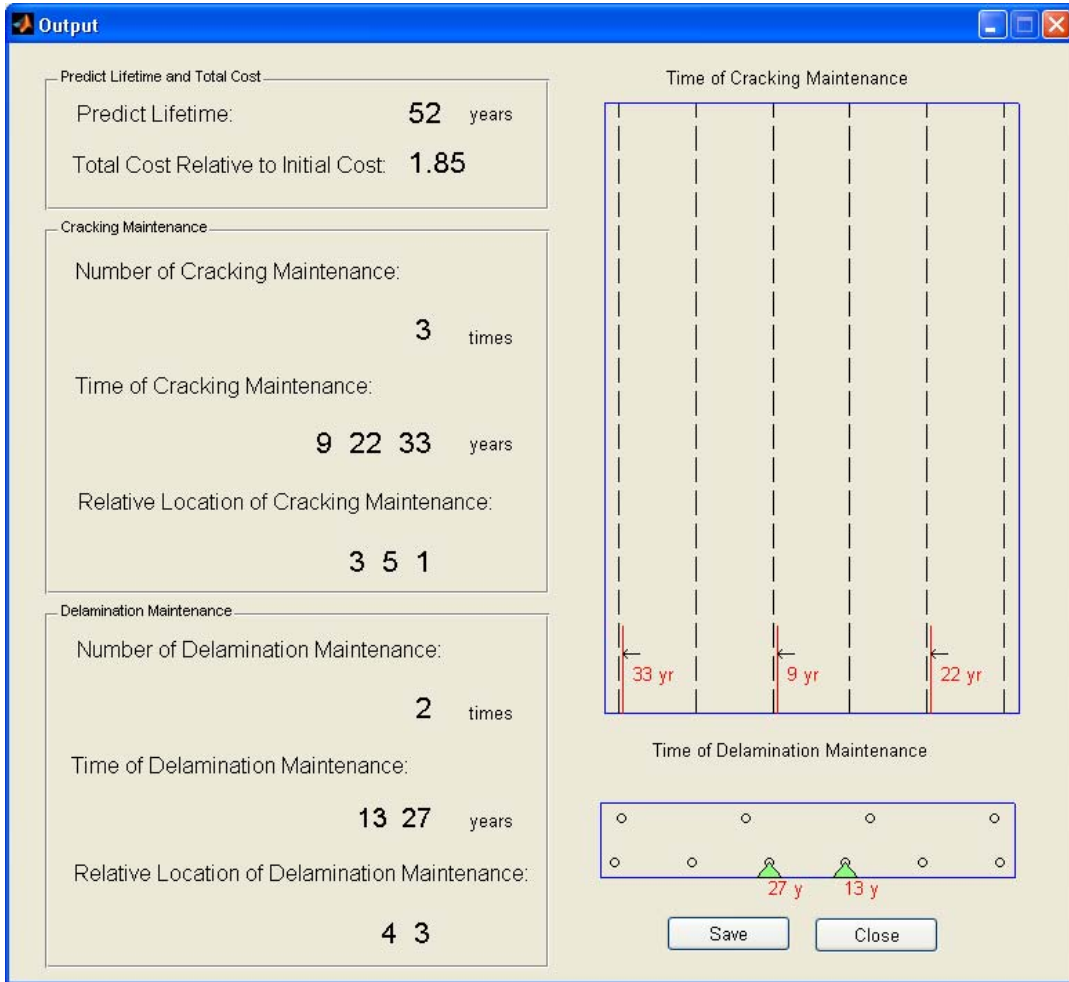 Output
Predict Lifetime and Total Cost
Predict Lifetime: 52 years
Total Cost Relative to Initial Cost: 1.85
Cracking Maintenance
Number of Cracking Maintenance:
3 times
Time of Cracking Maintenance:
9 22 33 years
Relative Location of Cracking Maintenance:
3 5 1
Delamination Maintenance
Number of Delamination Maintenance:
2 times
Time of Delamination Maintenance:
13 27 years
Relative Location of Delamination Maintenance:
4 3
Time of Cracking Maintenance
33 yr 9 yr 22 yr
Time of Delamination Maintenance
27 y 13 y
Save Close